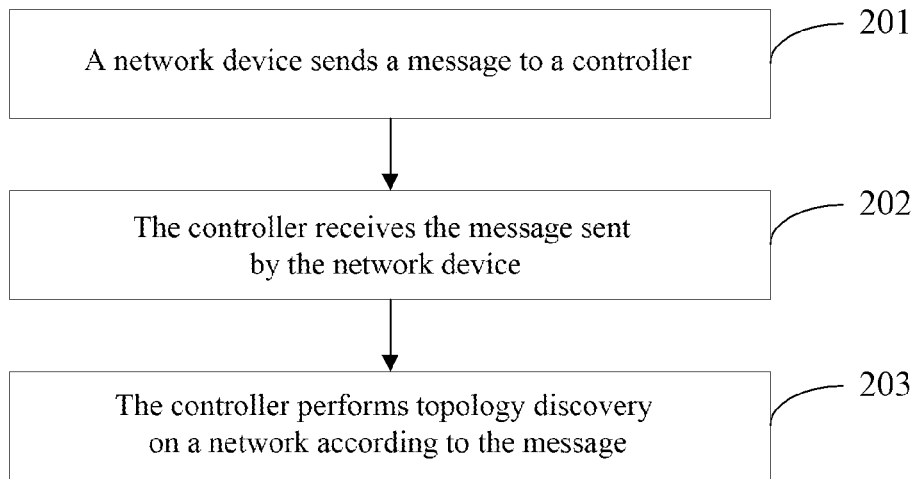 201
A network device sends a message to a controller
202
The controller receives the message sent
by the network device
203
The controller performs topology discovery
on a network according to the message